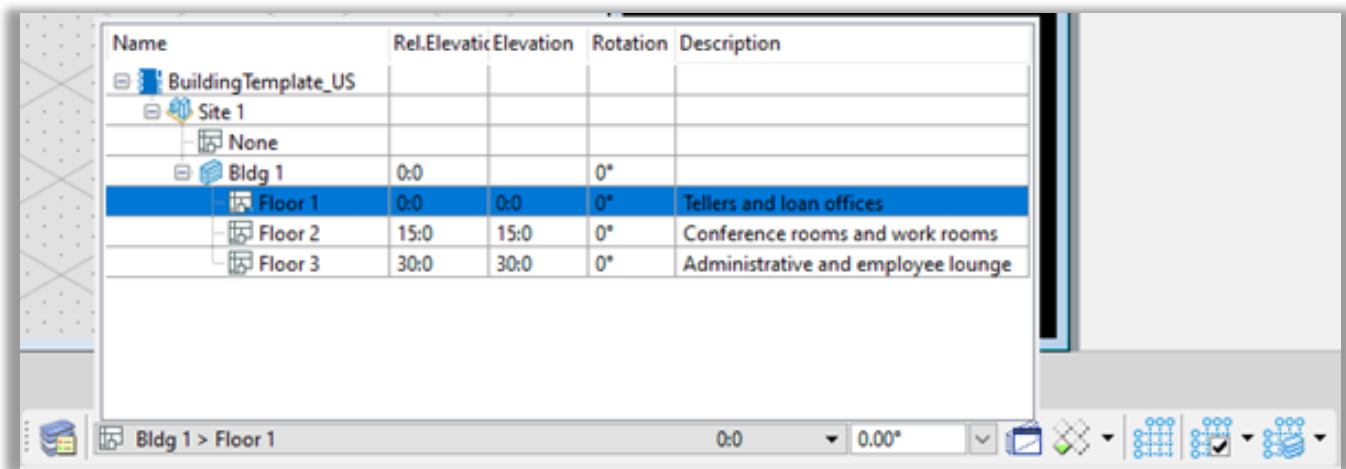 Name Rel.Elevatic Elevation Rotation Description
BuildingTemplate_US
Site 1
None
Bldg 1 0:0 0°
Floor 1 0:0 0:0 0° Tellers and loan offices
Floor 2 15:0 15:0 0° Conference rooms and work rooms
Floor 3 30:0 30:0 0° Administrative and employee lounge
Bldg 1 > Floor 1 0:0 0.00°